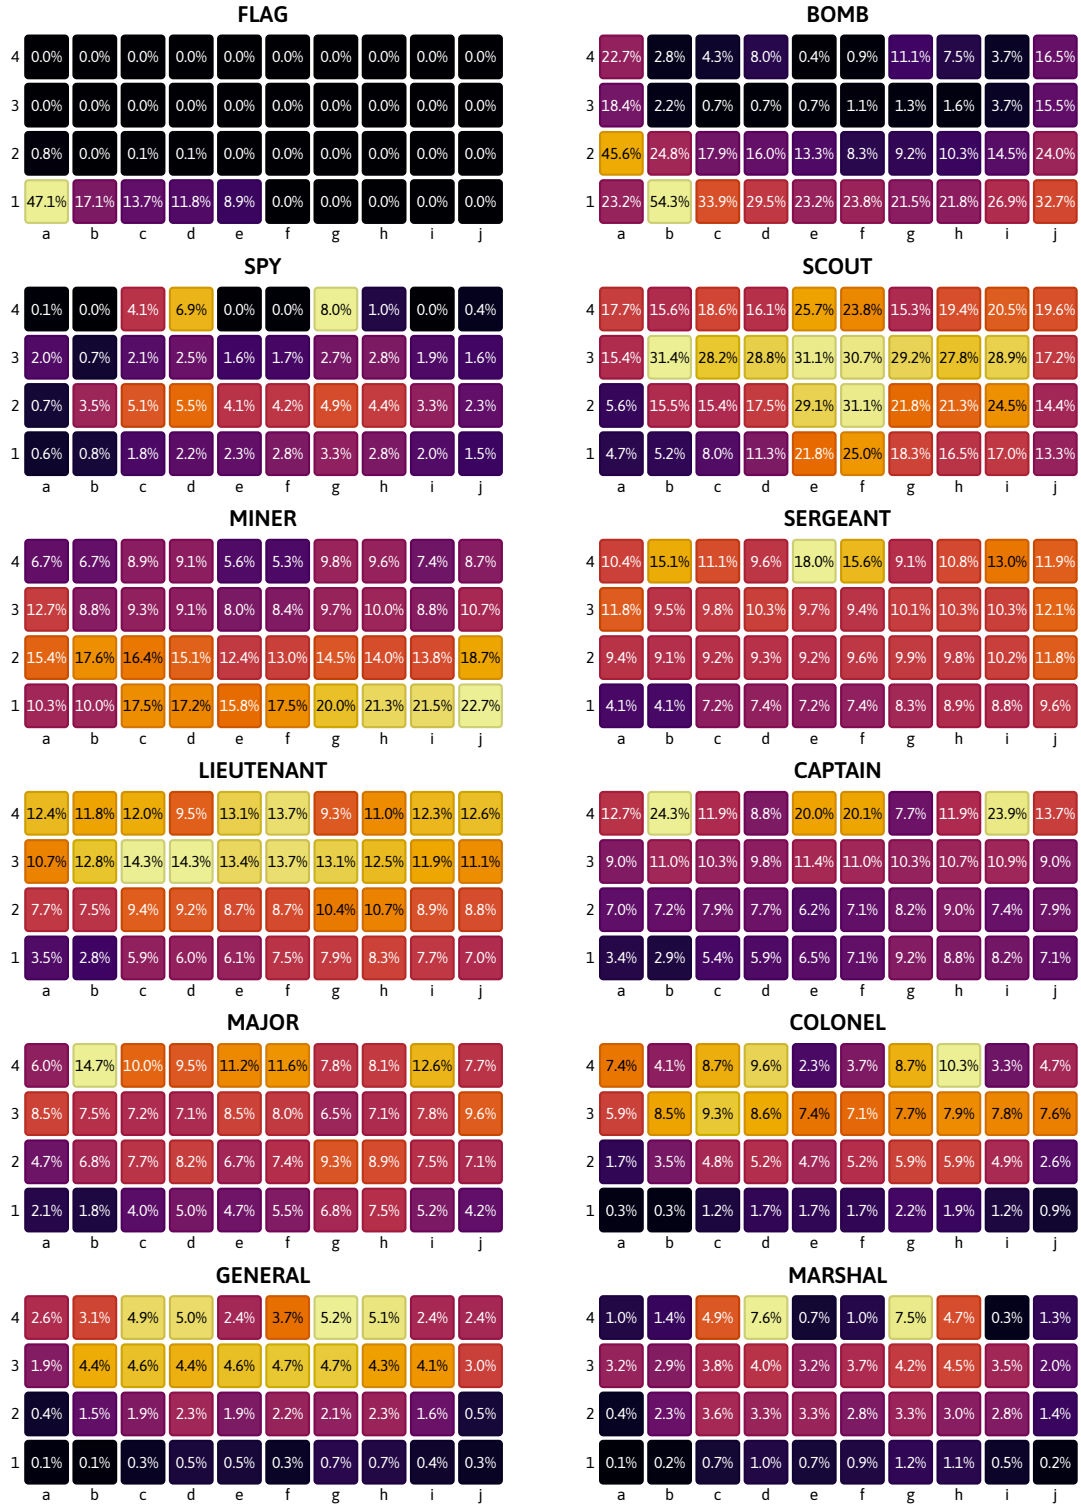 FLAG
4 0.0% 0.0% 0.0% 0.0% 0.0% 0.0% 0.0% 0.0% 0.0% 0.0%
3 0.0% 0.0% 0.0% 0.0% 0.0% 0.0% 0.0% 0.0% 0.0% 0.0%
2 0.8% 0.0% 0.1% 0.1% 0.0% 0.0% 0.0% 0.0% 0.0% 0.0%
1 47.1% 17.1% 13.7% 11.8% 8.9% 0.0% 0.0% 0.0% 0.0% 0.0%
a b c d e f g h i j
BOMB
4 22.7% 2.8% 4.3% 8.0% 0.4% 0.9% 11.1% 7.5% 3.7% 16.5%
3 18.4% 2.2% 0.7% 0.7% 0.7% 1.1% 1.3% 1.6% 3.7% 15.5%
2 45.6% 24.8% 17.9% 16.0% 13.3% 8.3% 9.2% 10.3% 14.5% 24.0%
1 23.2% 54.3% 33.9% 29.5% 23.2% 23.8% 21.5% 21.8% 26.9% 32.7%
a b c d e f g h i j
SPY
4 0.1% 0.0% 4.1% 6.9% 0.0% 0.0% 8.0% 1.0% 0.0% 0.4%
3 2.0% 0.7% 2.1% 2.5% 1.6% 1.7% 2.7% 2.8% 1.9% 1.6%
2 0.7% 3.5% 5.1% 5.5% 4.1% 4.2% 4.9% 4.4% 3.3% 2.3%
1 0.6% 0.8% 1.8% 2.2% 2.3% 2.8% 3.3% 2.8% 2.0% 1.5%
a b c d e f g h i j
SCOUT
4 17.7% 15.6% 18.6% 16.1% 25.7% 23.8% 15.3% 19.4% 20.5% 19.6%
3 15.4% 31.4% 28.2% 28.8% 31.1% 30.7% 29.2% 27.8% 28.9% 17.2%
2 5.6% 15.5% 15.4% 17.5% 29.1% 31.1% 21.8% 21.3% 24.5% 14.4%
1 4.7% 5.2% 8.0% 11.3% 21.8% 25.0% 18.3% 16.5% 17.0% 13.3%
a b c d e f g h i j
MINER
4 6.7% 6.7% 8.9% 9.1% 5.6% 5.3% 9.8% 9.6% 7.4% 8.7%
3 12.7% 8.8% 9.3% 9.1% 8.0% 8.4% 9.7% 10.0% 8.8% 10.7%
2 15.4% 17.6% 16.4% 15.1% 12.4% 13.0% 14.5% 14.0% 13.8% 18.7%
1 10.3% 10.0% 17.5% 17.2% 15.8% 17.5% 20.0% 21.3% 21.5% 22.7%
a b c d e f g h i j
SERGEANT
4 10.4% 15.1% 11.1% 9.6% 18.0% 15.6% 9.1% 10.8% 13.0% 11.9%
3 11.8% 9.5% 9.8% 10.3% 9.7% 9.4% 10.1% 10.3% 10.3% 12.1%
2 9.4% 9.1% 9.2% 9.3% 9.2% 9.6% 9.9% 9.8% 10.2% 11.8%
1 4.1% 4.1% 7.2% 7.4% 7.2% 7.4% 8.3% 8.9% 8.8% 9.6%
a b c d e f g h i j
LIEUTENANT
4 12.4% 11.8% 12.0% 9.5% 13.1% 13.7% 9.3% 11.0% 12.3% 12.6%
3 10.7% 12.8% 14.3% 14.3% 13.4% 13.7% 13.1% 12.5% 11.9% 11.1%
2 7.7% 7.5% 9.4% 9.2% 8.7% 8.7% 10.4% 10.7% 8.9% 8.8%
1 3.5% 2.8% 5.9% 6.0% 6.1% 7.5% 7.9% 8.3% 7.7% 7.0%
a b c d e f g h i j
CAPTAIN
4 12.7% 24.3% 11.9% 8.8% 20.0% 20.1% 7.7% 11.9% 23.9% 13.7%
3 9.0% 11.0% 10.3% 9.8% 11.4% 11.0% 10.3% 10.7% 10.9% 9.0%
2 7.0% 7.2% 7.9% 7.7% 6.2% 7.1% 8.2% 9.0% 7.4% 7.9%
1 3.4% 2.9% 5.4% 5.9% 6.5% 7.1% 9.2% 8.8% 8.2% 7.1%
a b c d e f g h i j
MAJOR
4 6.0% 14.7% 10.0% 9.5% 11.2% 11.6% 7.8% 8.1% 12.6% 7.7%
3 8.5% 7.5% 7.2% 7.1% 8.5% 8.0% 6.5% 7.1% 7.8% 9.6%
2 4.7% 6.8% 7.7% 8.2% 6.7% 7.4% 9.3% 8.9% 7.5% 7.1%
1 2.1% 1.8% 4.0% 5.0% 4.7% 5.5% 6.8% 7.5% 5.2% 4.2%
a b c d e f g h i j
COLONEL
4 7.4% 4.1% 8.7% 9.6% 2.3% 3.7% 8.7% 10.3% 3.3% 4.7%
3 5.9% 8.5% 9.3% 8.6% 7.4% 7.1% 7.7% 7.9% 7.8% 7.6%
2 1.7% 3.5% 4.8% 5.2% 4.7% 5.2% 5.9% 5.9% 4.9% 2.6%
1 0.3% 0.3% 1.2% 1.7% 1.7% 1.7% 2.2% 1.9% 1.2% 0.9%
a b c d e f g h i j
GENERAL
4 2.6% 3.1% 4.9% 5.0% 2.4% 3.7% 5.2% 5.1% 2.4% 2.4%
3 1.9% 4.4% 4.6% 4.4% 4.6% 4.7% 4.7% 4.3% 4.1% 3.0%
2 0.4% 1.5% 1.9% 2.3% 1.9% 2.2% 2.1% 2.3% 1.6% 0.5%
1 0.1% 0.1% 0.3% 0.5% 0.5% 0.3% 0.7% 0.7% 0.4% 0.3%
a b c d e f g h i j
MARSHAL
4 1.0% 1.4% 4.9% 7.6% 0.7% 1.0% 7.5% 4.7% 0.3% 1.3%
3 3.2% 2.9% 3.8% 4.0% 3.2% 3.7% 4.2% 4.5% 3.5% 2.0%
2 0.4% 2.3% 3.6% 3.3% 3.3% 2.8% 3.3% 3.0% 2.8% 1.4%
1 0.1% 0.2% 0.7% 1.0% 0.7% 0.9% 1.2% 1.1% 0.5% 0.2%
a b c d e f g h i j